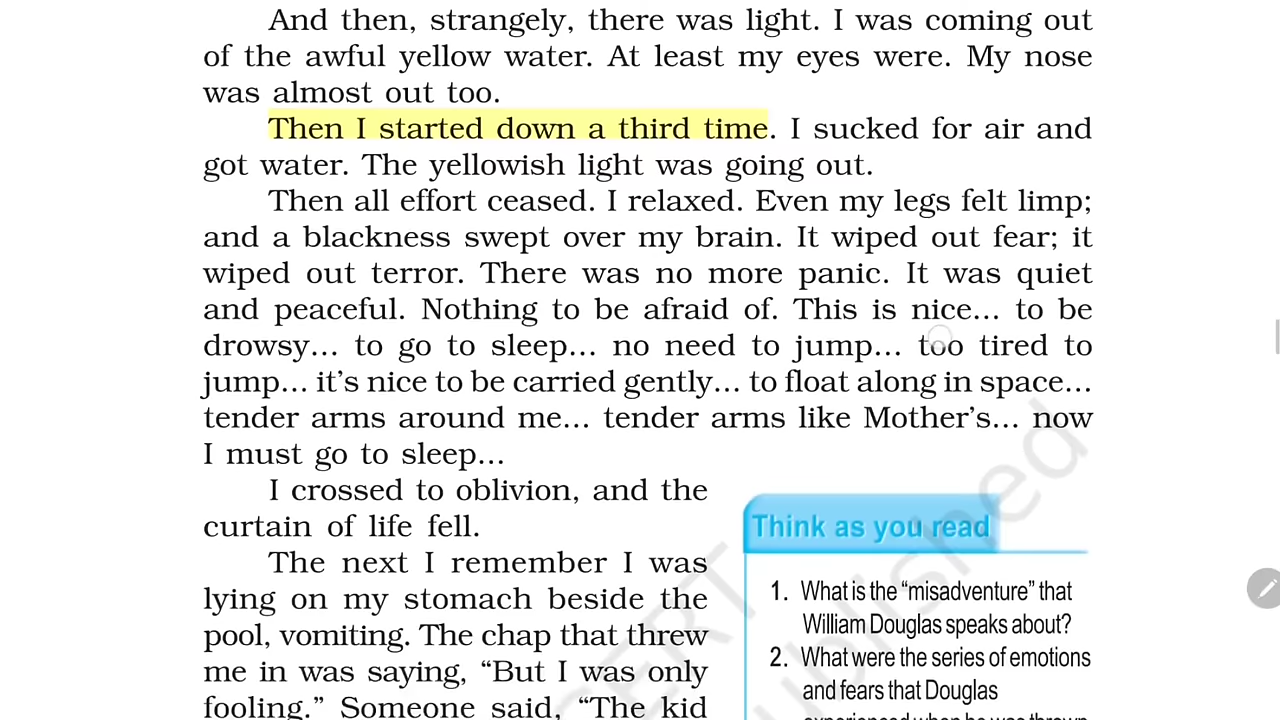 And then, strangely, there was light. I was coming out
of the awful yellow water. At least my eyes were. My nose
was almost out too.
Then I started down a third time. I sucked for air and
got water. The yellowish light was going out.
Then all effort ceased. I relaxed. Even my legs felt limp;
and a blackness swept over my brain. It wiped out fear; it
wiped out terror. There was no more panic. It was quiet
and peaceful. Nothing to be afraid of. This is nice... to be
drowsy... to go to sleep... no need to jump... too tired to
jump... it's nice to be carried gently... to float along in space...
tender arms around me... tender arms like Mother's... now
I must go to sleep...
I crossed to oblivion, and the
curtain of life fell.
The next I remember I was
lying on my stomach beside the
pool, vomiting. The chap that threw
me in was saying, “But I was only
fooling.” Someone said, “The kid
Think as you read
1. What is the “misadventure” that
William Douglas speaks about?
2. What were the series of emotions
and fears that Douglas
experienced when he was thrown